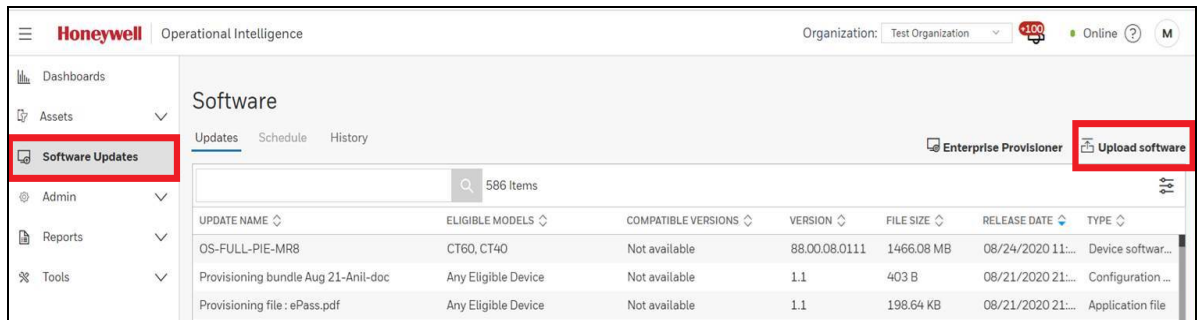 Honeywell Operational Intelligence Organization: Test Organization +100 Online ? M
Dashboards
Assets
Software Updates
Admin
Reports
Tools
Software
Updates Schedule History
Enterprise Provisioner Upload software
586 Items
UPDATE NAME ELIGIBLE MODELS COMPATIBLE VERSIONS VERSION FILE SIZE RELEASE DATE TYPE
OS-FULL-PIE-MR8 CT60, CT40 Not available 88.00.08.0111 1466.08 MB 08/24/2020 11:... Device softwar...
Provisioning bundle Aug 21-Anil-doc Any Eligible Device Not available 1.1 403 B 08/21/2020 21:... Configuration ...
Provisioning file : ePass.pdf Any Eligible Device Not available 1.1 198.64 KB 08/21/2020 21:... Application file